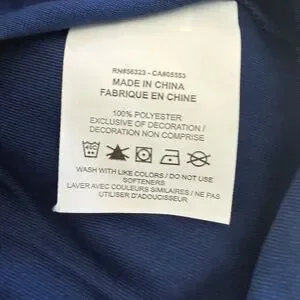 RN#56323 - CA#05553
MADE IN CHINA
FABRIQUE EN CHINE
100% POLYESTER
EXCLUSIVE OF DECORATION /
DECORATION NON COMPRISE
40C
WASH WITH LIKE COLORS / DO NOT USE
SOFTENERS
LAVER AVEC COULEURS SIMILAIRES / NE PAS
UTILISER D'ADOUCISSEUR